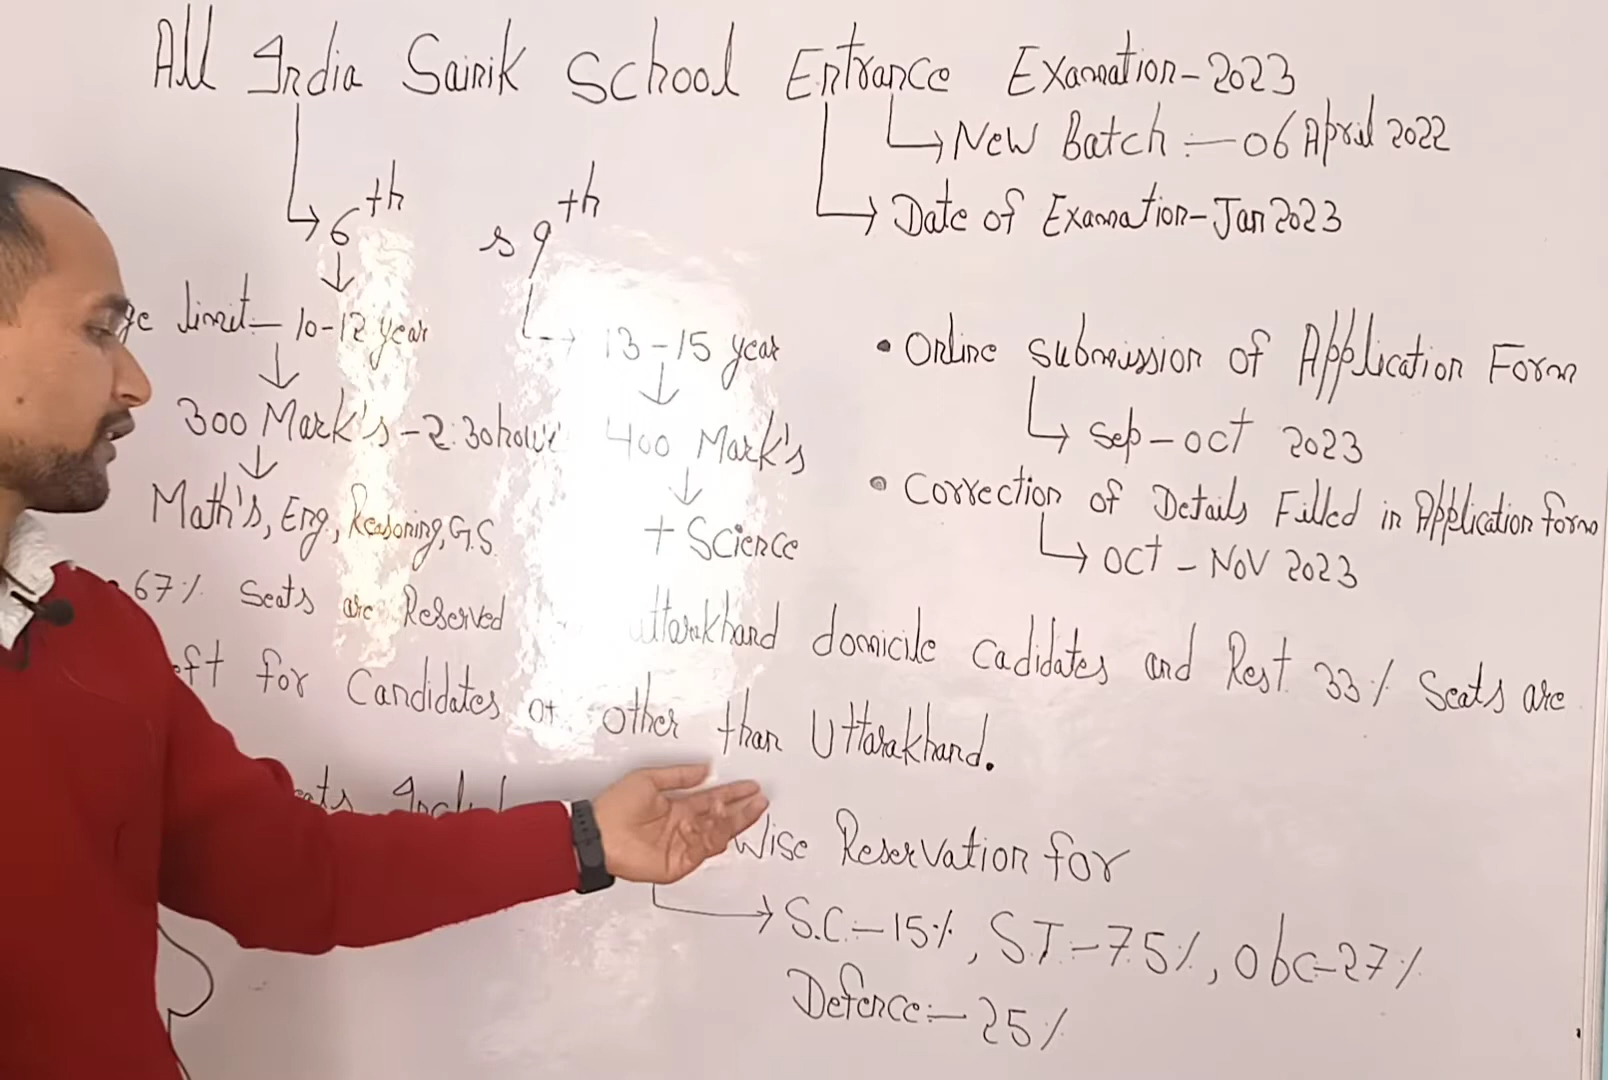 All India Sainik School Entrance Examation-2023
New Batch :- 06 April 2022
Date of Examation-Jan 2023
6th
9th
limit- 10-12 year
13-15 year
300 Mark's -2:30
400 Mark's
Math's, Eng., Reasoning, G.S.
+ Science
• Online Submission of Application Form
Sep-oct 2023
• Correction of Details Filled in Application form
oct - Nov 2023
67% Seats are Reserved Uttarakhand domicile Cadidates and Rest 33% Seats are
for Candidates of other than Uttarakhand.
Wise Reservation for
S.C.-15%, S.T.-7.5%, Obc-27%
Defence:-25%